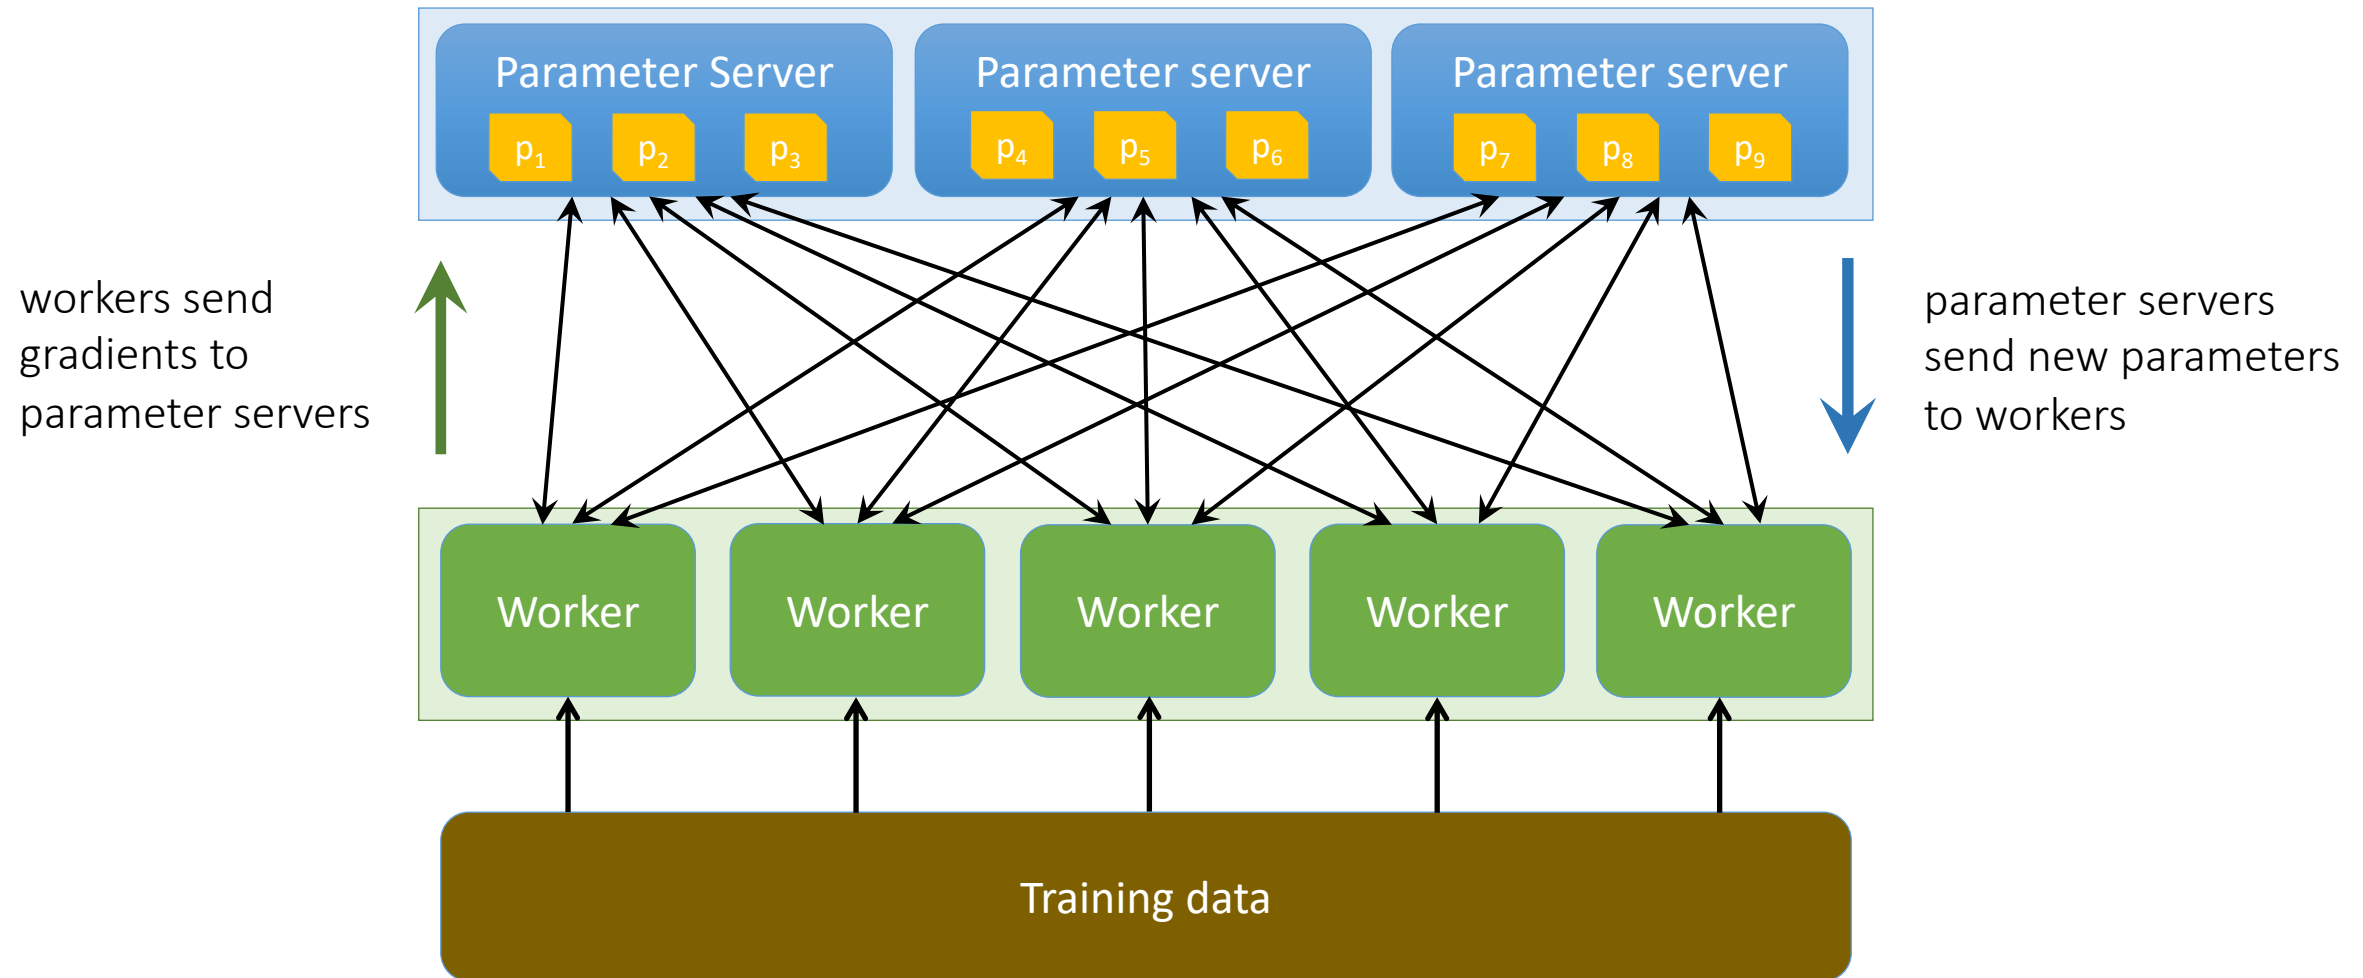 Parameter Server
Parameter server
Parameter server
p₁ p₂ p₃
p₄ p₅ p₆
p₇ p₈ p₉
workers send
gradients to
parameter servers
parameter servers
send new parameters
to workers
Worker
Worker
Worker
Worker
Worker
Training data